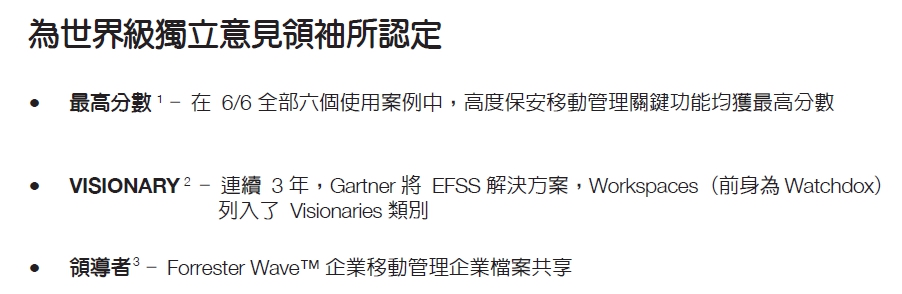 為世界級獨立意見領袖所認定
• 最高分數 1 – 在 6/6 全部六個使用案例中，高度保安移動管理關鍵功能均獲最高分數
• VISIONARY 2 – 連續 3 年，Gartner 將 EFSS 解決方案，Workspaces（前身為 Watchdox）
列入了 Visionaries 類別
• 領導者 3 – Forrester Wave™ 企業移動管理企業檔案共享